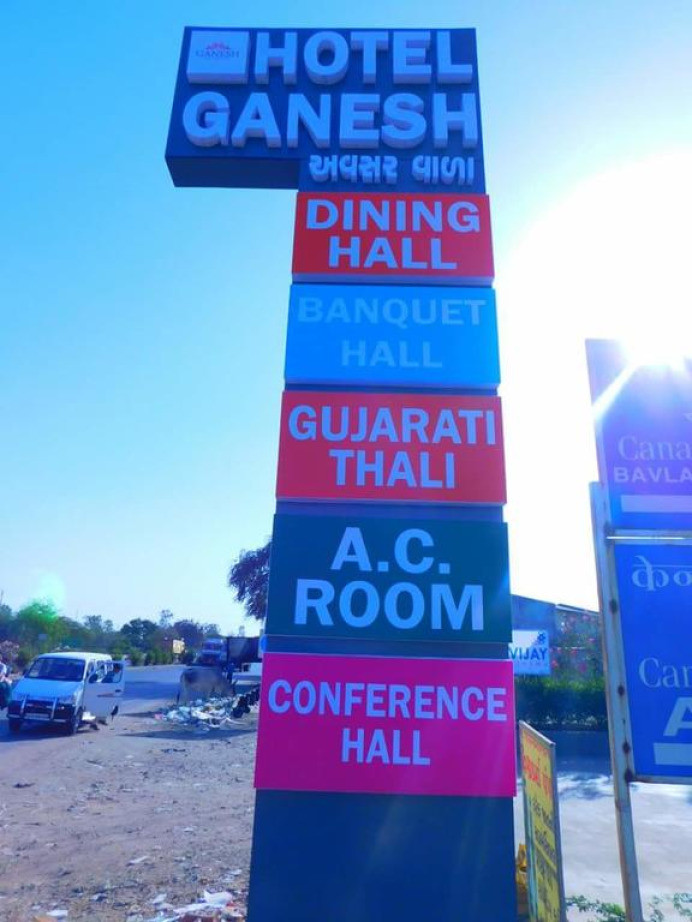 GANESH
HOTEL
GANESH
અવસર વાળા
DINING
HALL
BANQUET
HALL
GUJARATI
THALI
A.C.
ROOM
CONFERENCE
HALL
VIJAY
Cana
BAVLA
Can
A